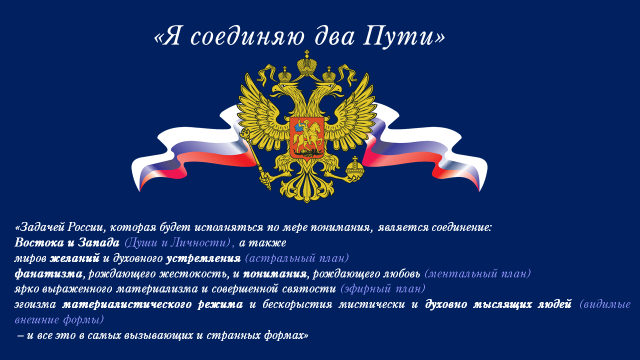 «Я соединяю два Пути»
«Задачей России, которая будет исполняться по мере понимания, является соединение:
Востока и Запада (Души и Личности), а также
миров желаний и духовного устремления (астральный план)
фанатизма, рождающего жестокость, и понимания, рождающего любовь (ментальный план)
ярко выраженного материализма и совершенной святости (эфирный план)
эгоизма материалистического режима и бескорыстия мистически и духовно мыслящих людей (видимые
внешние формы)
– и все это в самых вызывающих и странных формах»